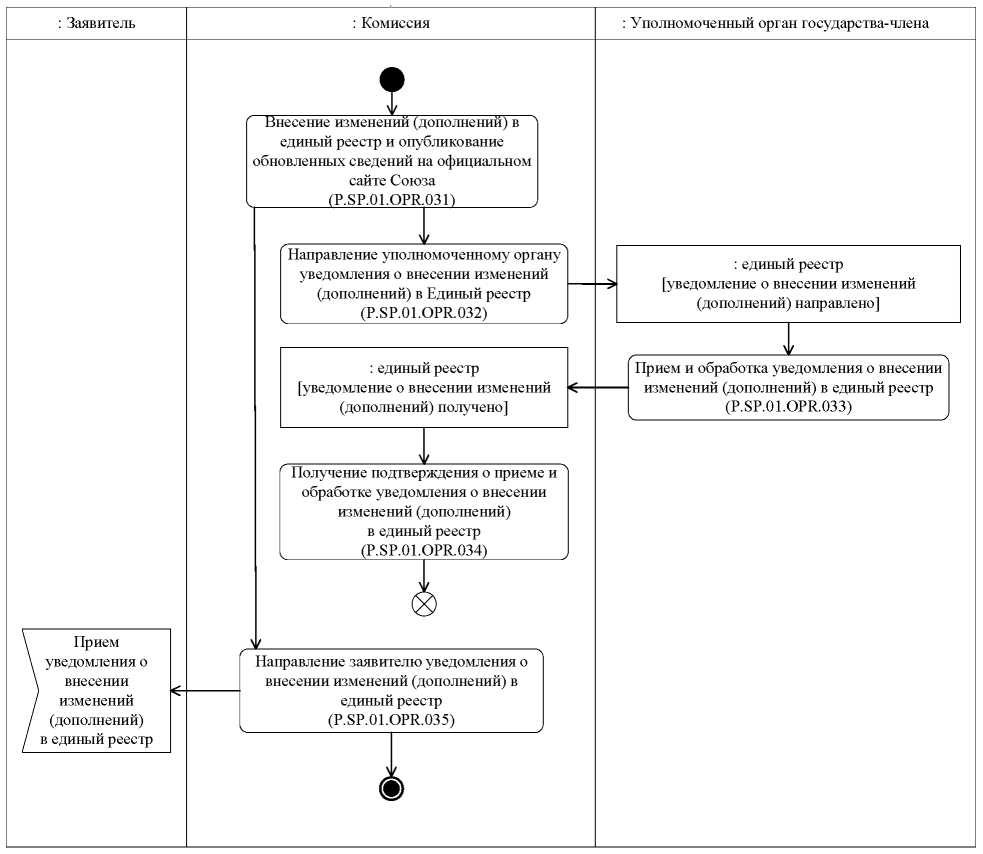 : Заявитель
: Комиссия
: Уполномоченный орган государства-члена
Внесение изменений (дополнений) в
единый реестр и опубликование
обновленных сведений на официальном
сайте Союза
(P.SP.01.OPR.031)
Направление уполномоченному органу
уведомления о внесении изменений
(дополнений) в Единый реестр
(P.SP.01.OPR.032)
: единый реестр
[уведомление о внесении изменений
(дополнений) направлено]
Прием и обработка уведомления о внесении
изменений (дополнений) в единый реестр
(P.SP.01.OPR.033)
: единый реестр
[уведомление о внесении изменений
(дополнений) получено]
Получение подтверждения о приеме и
обработке уведомления о внесении
изменений (дополнений)
в единый реестр
(P.SP.01.OPR.034)
Направление заявителю уведомления о
внесении изменений (дополнений) в
единый реестр
(P.SP.01.OPR.035)
Прием
уведомления о
внесении
изменений
(дополнений)
в единый реестр